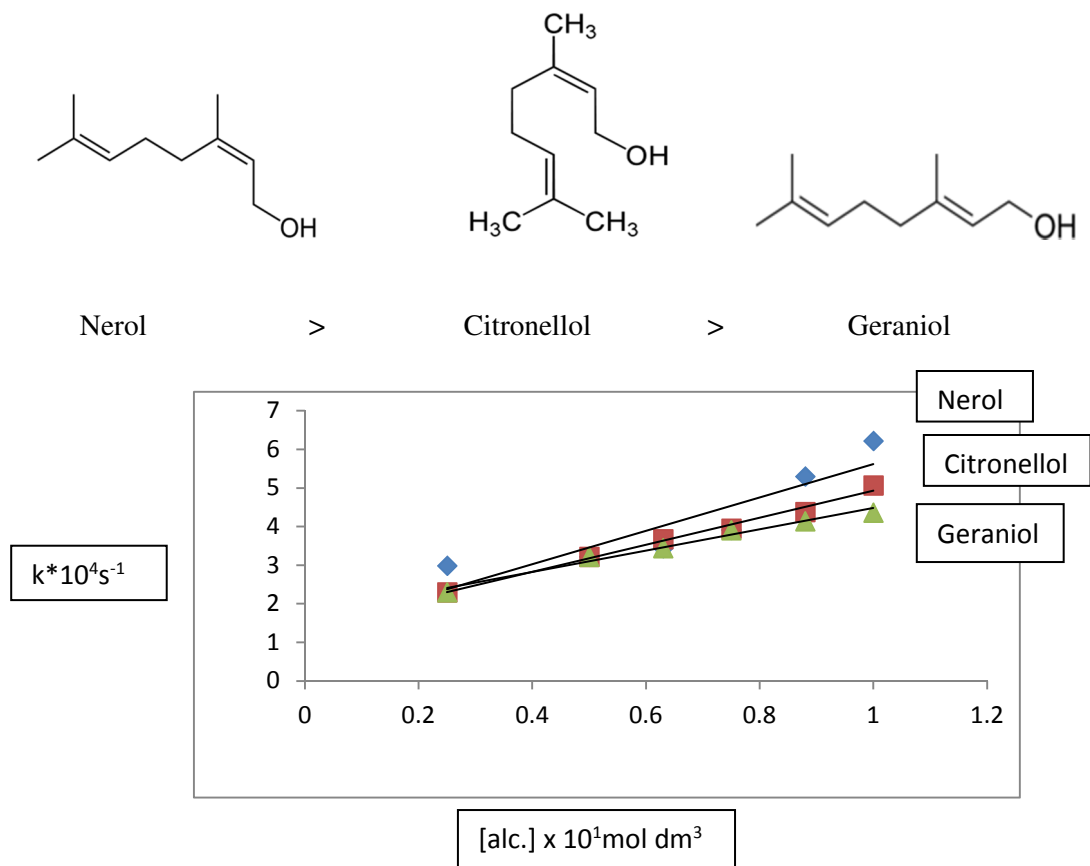 CH₃
OH
OH
H₃C
CH₃
OH
Nerol > Citronellol > Geraniol
7
6
5
4
3
2
1
0
0 0.2 0.4 0.6 0.8 1 1.2
Nerol
Citronellol
Geraniol
k*10⁴s⁻¹
[alc.] x 10¹mol dm³